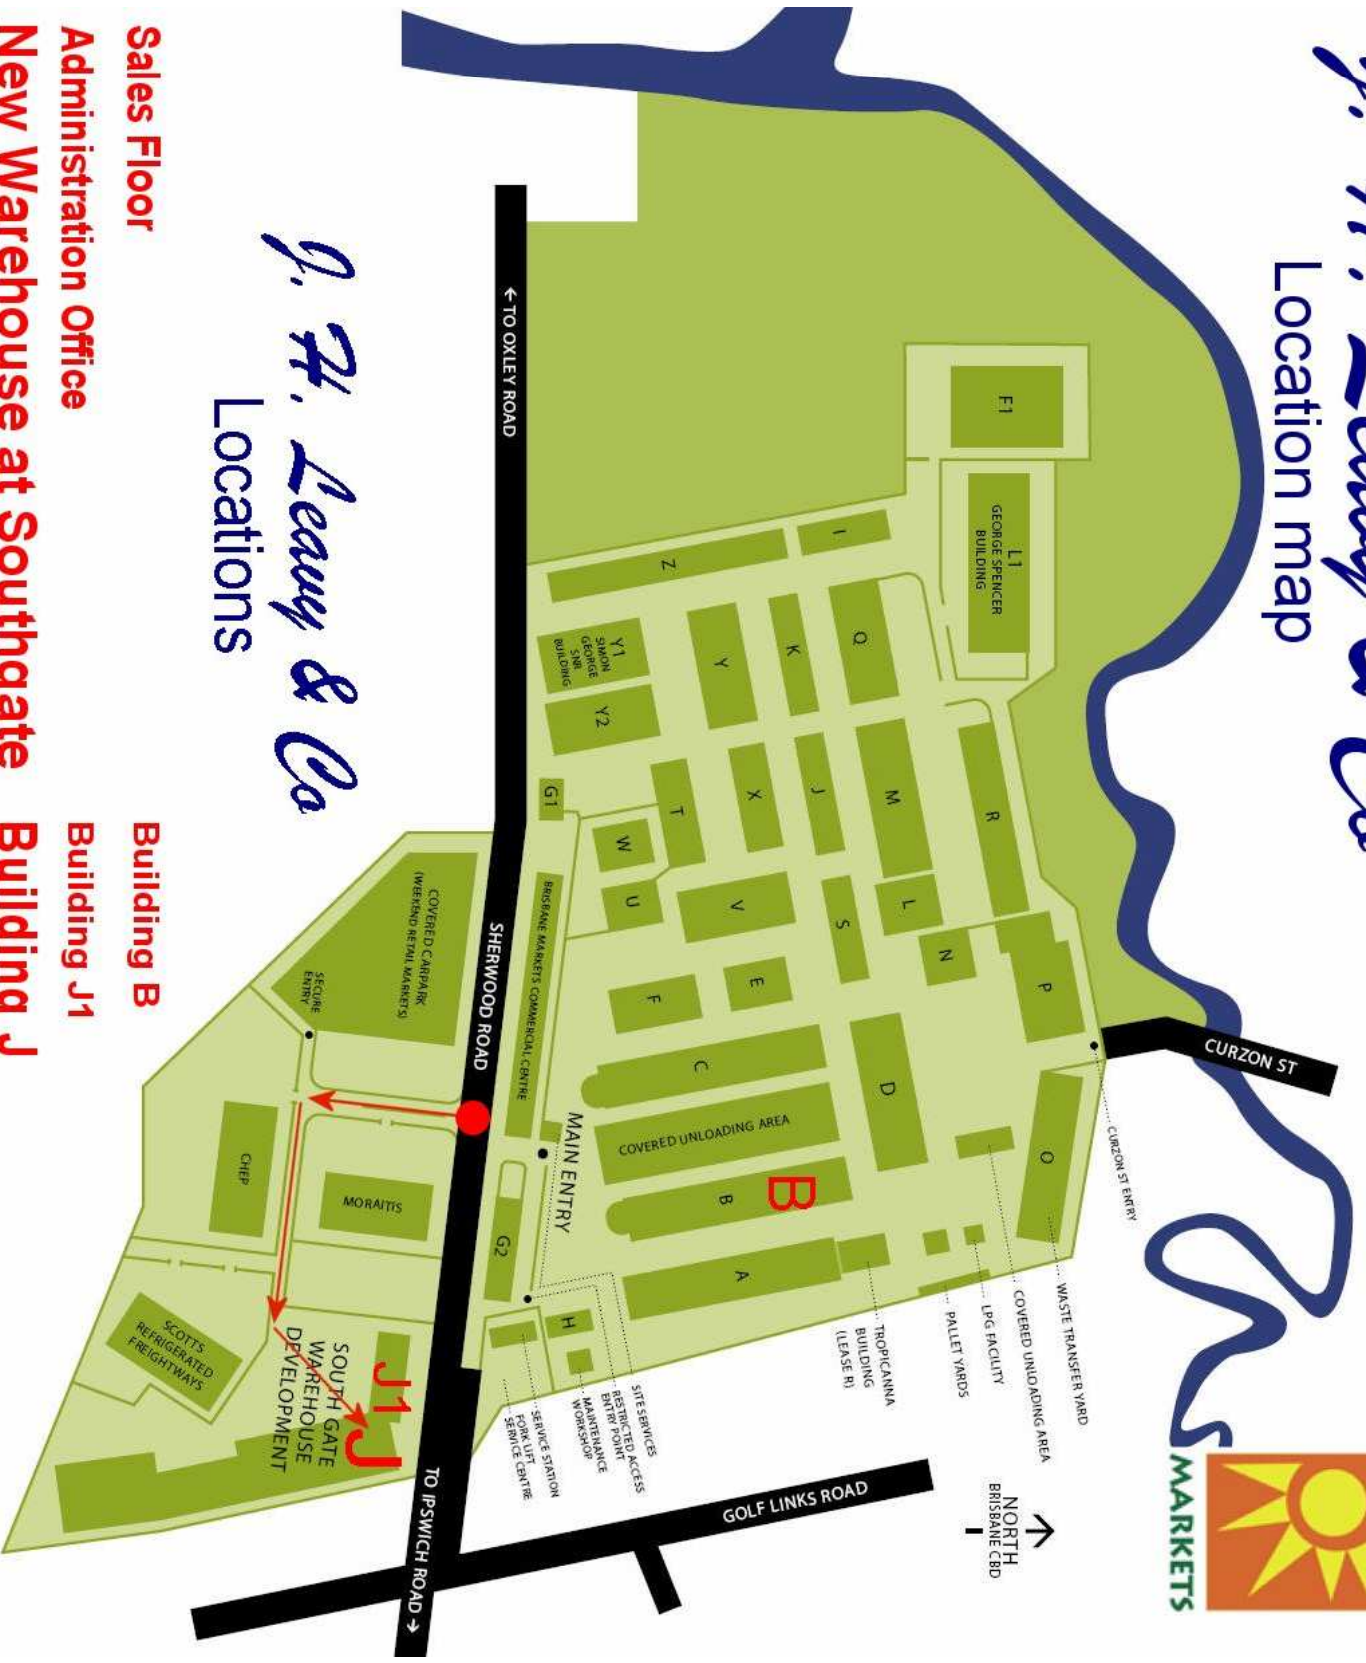 J. H. Leavy & Co
Location map
MARKETS
CURZON ST
CURZON ST ENTRY
F1
L1
GEORGE SPENCER
BUILDING
I
Z
Q
K
Y
Y1
SIMON
GEORGE
SNR
BUILDING
Y2
R
M
J
X
T
G1
W
U
V
S
L
N
P
E
F
C
D
O
COVERED UNLOADING AREA
B
B
A
WASTE TRANSFER YARD
COVERED UNLOADING AREA
LPG FACILITY
PALLET YARDS
TROPICANNA
BUILDING
(LEASE R)
MAIN ENTRY
BRISBANE MARKETS COMMERCIAL CENTRE
G2
H
SITE SERVICES
RESTRICTED ACCESS
ENTRY POINT
MAINTENANCE
WORKSHOP
SERVICE STATION
FORK LIFT
SERVICE CENTRE
NORTH
BRISBANE CBD
GOLF LINKS ROAD
← TO OXLEY ROAD
SHERWOOD ROAD
TO IPSWICH ROAD →
COVERED CARPARK
(WEEKEND RETAIL MARKETS)
SECURE
ENTRY
CHEP
MORAITIS
SCOTTS
REFRIGERATED
FREIGHTWAYS
SOUTH GATE
WAREHOUSE
DEVELOPMENT
J1
J
J. H. Leavy & Co
Locations
Sales Floor Building B
Administration Office Building J1
New Warehouse at Southgate Building J